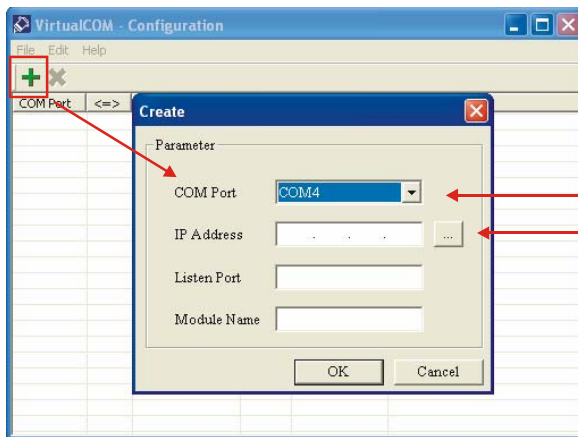 VirtualCOM - Configuration
File Edit Help
COM Port <=>
Create
Parameter
COM Port COM4
IP Address . . . ...
Listen Port
Module Name
OK Cancel